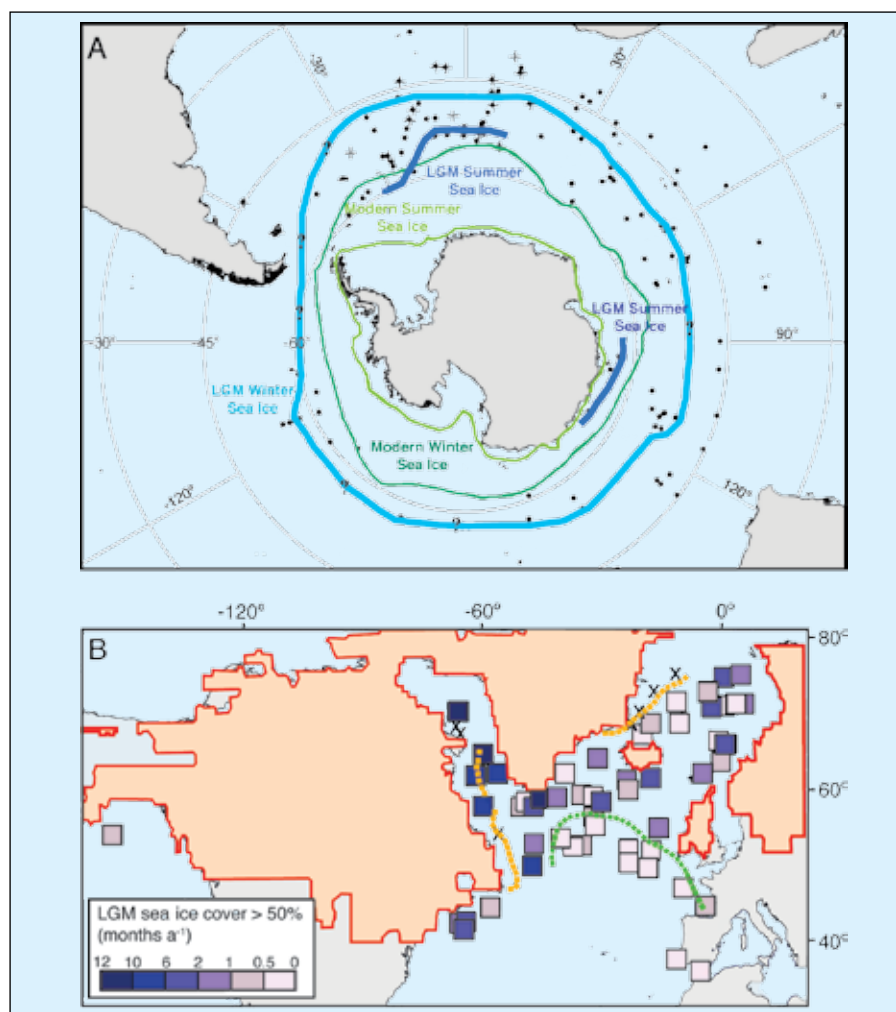 A
-30°
30°
LGM Summer
Sea Ice
Modern Summer
Sea Ice
LGM Summer
Sea Ice
-30°
-45°
-60°
90°
LGM Winter
Sea Ice
Modern Winter
Sea Ice
-120°
120°
-120°
-60°
0°
B
80°
60°
40°
LGM sea ice cover > 50%
(months a⁻¹)
12 10 6 2 1 0.5 0